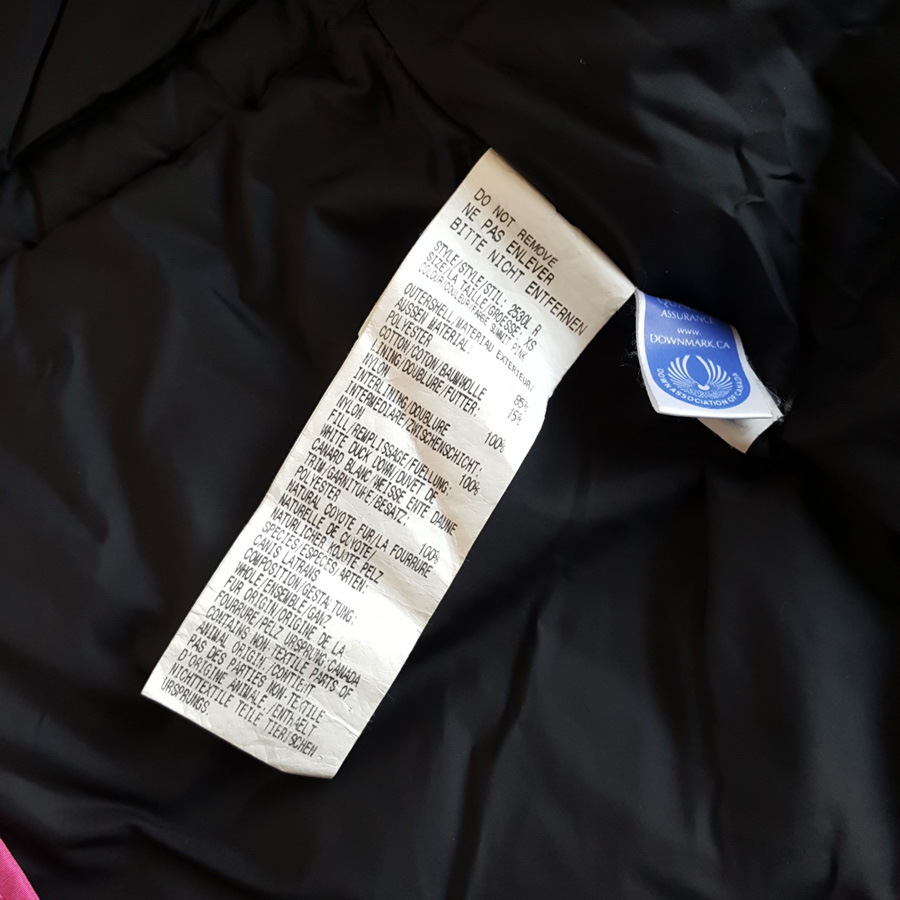 DO NOT REMOVE
NE PAS ENLEVER
BITTE NICHT ENTFERNEN
STYLE/STYLE/STIL: 2530L R
SIZE/LA TAILLE/GROESSE: XS
COLOUR/COULEUR/FARBE SUMMIT PINK
OUTERSHELL/MATERIAU EXTERIEUR/
AUSSEN MATERIAL:
POLYESTER 85%
COTTON/COTON/BAUMWOLLE 15%
LINING/DOUBLURE/FUTTER:
NYLON 100%
INTERLINING/DOUBLURE
INTERMEDIARE/ZWISCHENSCHICHT:
NYLON 100%
FILL/REMPLISSAGE/FUELLUNG:
WHITE DUCK DOWN/DUVET DE
CANARD BLANC/WEISSE ENTE DAUNE
POTRIM/GARNITURE/BESATZ:
POLYESTER 100%
NATURAL COYOTE FUR/LA FOURRURE
NATURELLE DE CUYOTE/
NATÜRLICHER KOJOTE PELZ
SPECIES/ESPECES/ARTEN:
CANIS LATRANS
COMPOSITION/GESTALTUNG:
WHOLE/ENSEMBLE/GANZ
FUR ORIGIN/ORIGINE DE LA
FOURRURE/PELZ URSPRUNG:CANADA
CONTAINS NON-TEXTILE PARTS OF
ANIMAL ORIGIN. CONTIENT
PAS DES PARTIES NON TEXTILE
D'ORIGINE ANIMALE./ENTHAELT
NICHTTEXTILE TEILE TIERISCHEN
URSPRUNGS.
ASSURANCE
www
DOWNMARK.CA
DOWN ASSOCIATION OF CANADA